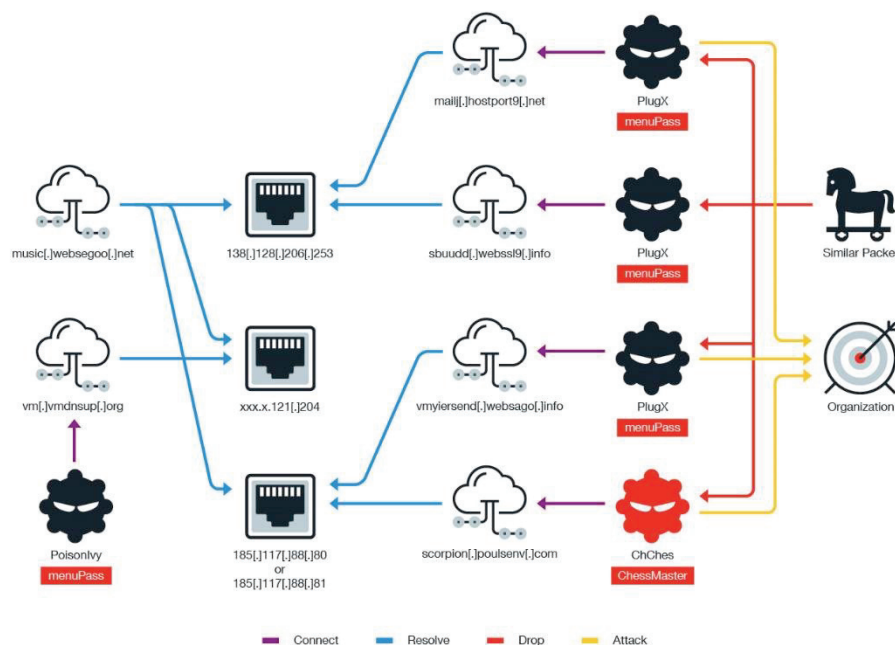 mailj[.]hostport9[.]net
PlugX
menuPass
music[.]websegoo[.]net
138[.]128[.]206[.]253
sbuudd[.]webssl9[.]info
PlugX
menuPass
Similar Packe
vm[.]vmdnsup[.]org
xxx.x.121[.]204
vmyiersend[.]websago[.]info
PlugX
menuPass
Organization
PoisonIvy
menuPass
185[.]117[.]88[.]80
or
185[.]117[.]88[.]81
scorpion[.]poulsenv[.]com
ChChes
ChessMaster
Connect
Resolve
Drop
Attack